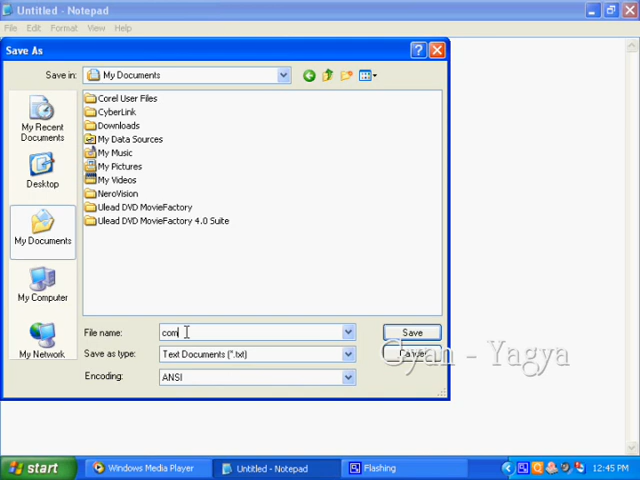 Untitled - Notepad
File Edit Format View Help
Save As
Save in: My Documents
My Recent Documents
Desktop
My Documents
My Computer
My Network
Corel User Files
CyberLink
Downloads
My Data Sources
My Music
My Pictures
My Videos
NeroVision
Ulead DVD MovieFactory
Ulead DVD MovieFactory 4.0 Suite
File name: com Save
Save as type: Text Documents (*.txt) Cancel
Encoding: ANSI
Gyan - Yagya
start Windows Media Player Untitled - Notepad Flashing 12:45 PM